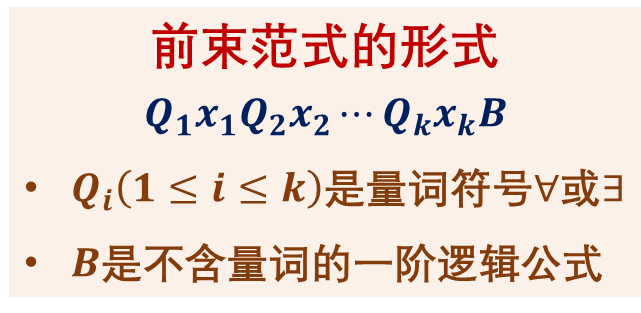 前束范式的形式
Q₁x₁Q₂x₂ ⋯ QₖxₖB
• Qᵢ(1 ≤ i ≤ k)是量词符号∀或∃
• B是不含量词的一阶逻辑公式